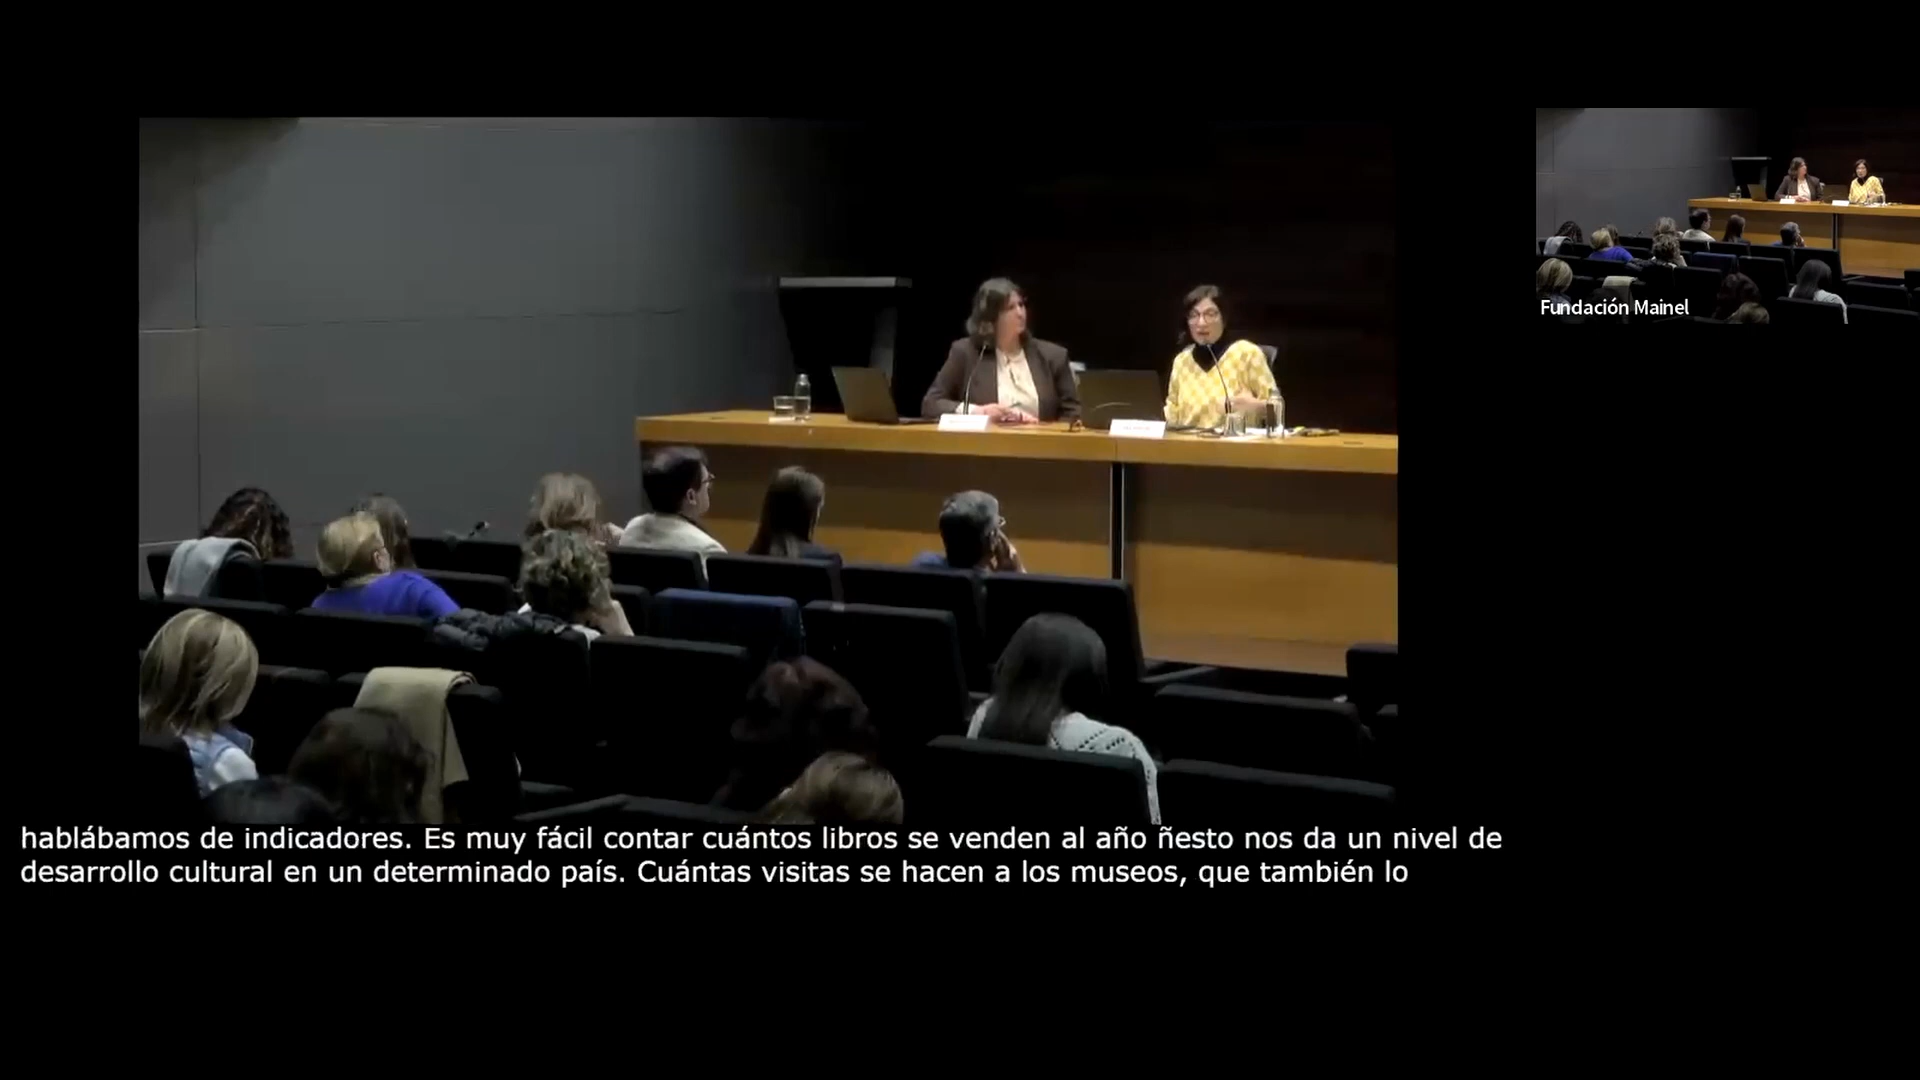 Fundación Mainel
hablábamos de indicadores. Es muy fácil contar cuántos libros se venden al año ñesto nos da un nivel de
desarrollo cultural en un determinado país. Cuántas visitas se hacen a los museos, que también lo